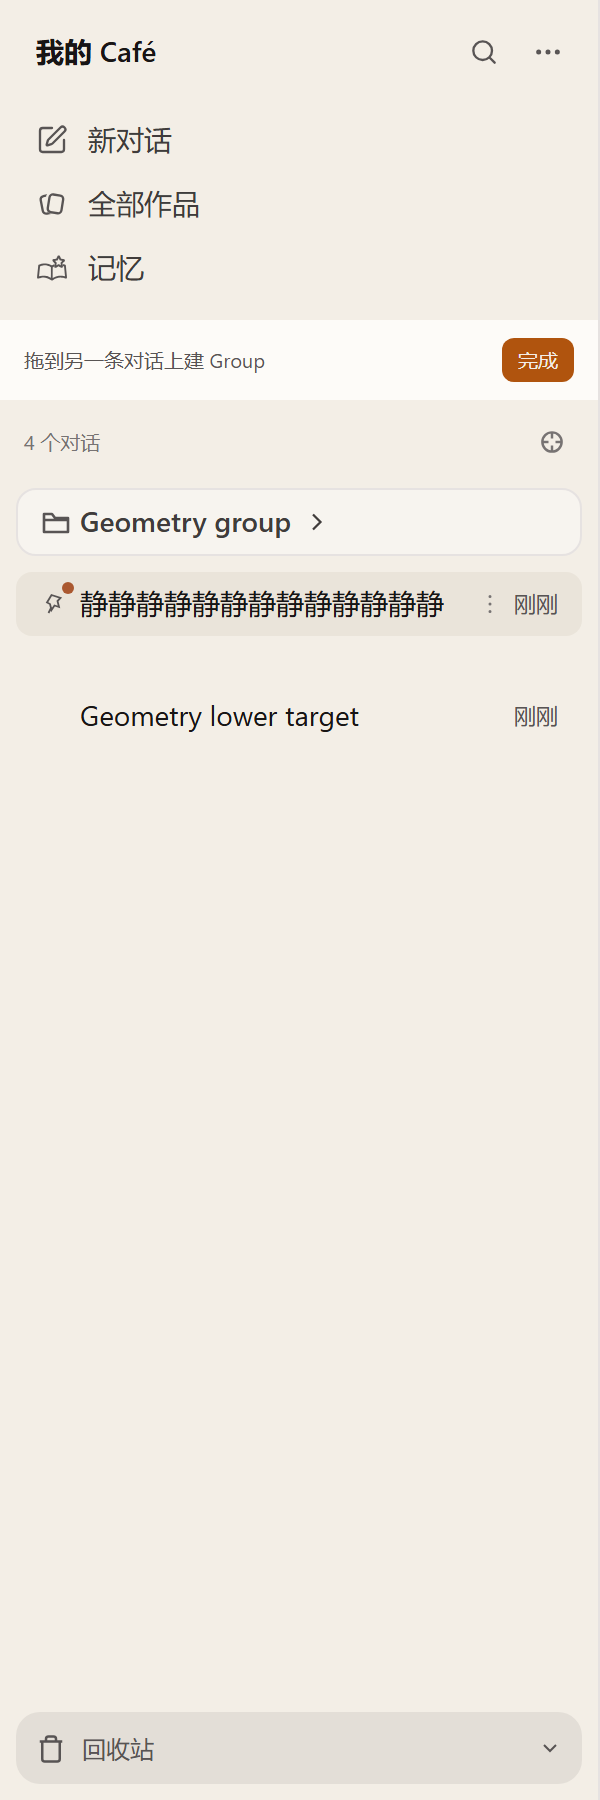 我的 Café
新对话
全部作品
记忆
拖到另一条对话上建 Group
完成
4 个对话
Geometry group
静静静静静静静静静静静静静 刚刚
Geometry lower target 刚刚
回收站